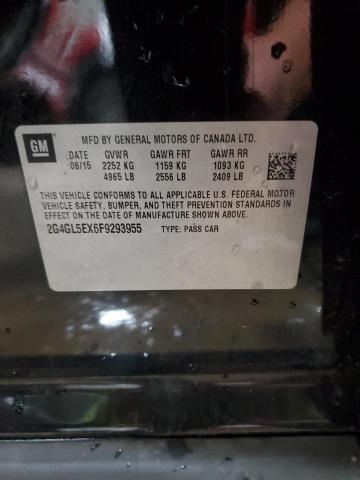 GM
MFD BY GENERAL MOTORS OF CANADA LTD.
DATE GVWR GAWR FRT GAWR RR
06/15 2252 KG 1159 KG 1093 KG
4965 LB 2556 LB 2409 LB
THIS VEHICLE CONFORMS TO ALL APPLICABLE U.S. FEDERAL MOTOR
VEHICLE SAFETY, BUMPER, AND THEFT PREVENTION STANDARDS IN
EFFECT ON THE DATE OF MANUFACTURE SHOWN ABOVE.
2G4GL5EX6F9293955 TYPE: PASS CAR